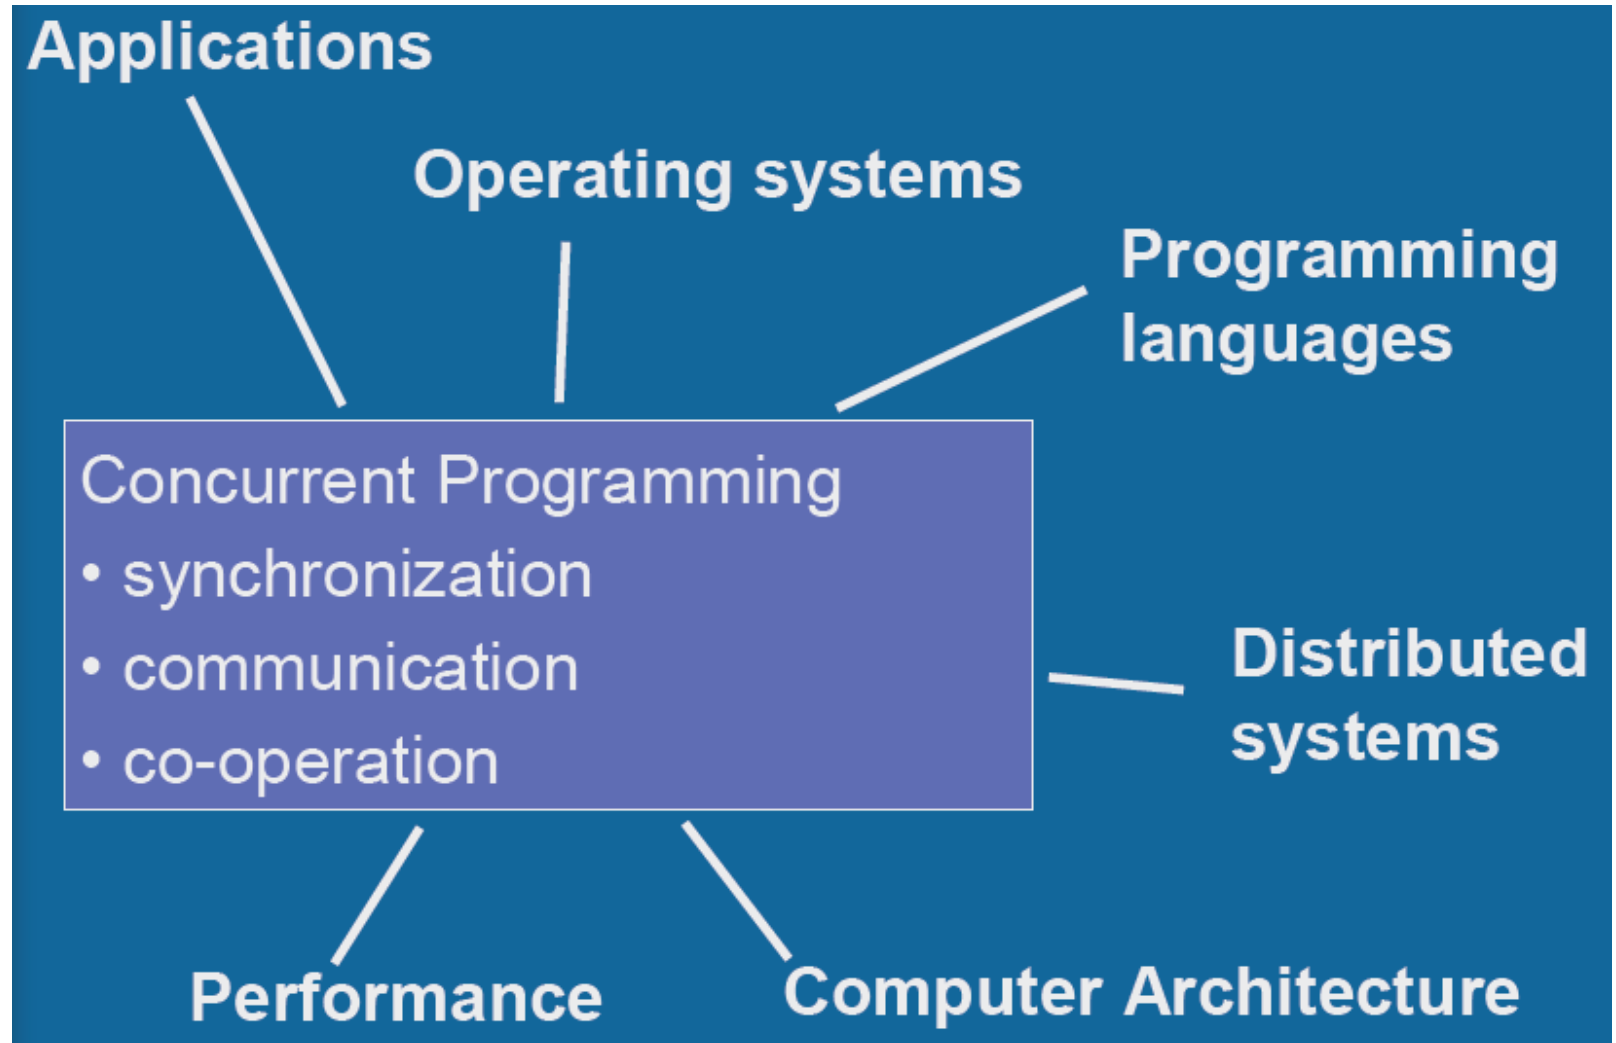 Applications
Operating systems
Programming
languages
Concurrent Programming
• synchronization
• communication
• co-operation
Distributed
systems
Performance
Computer Architecture